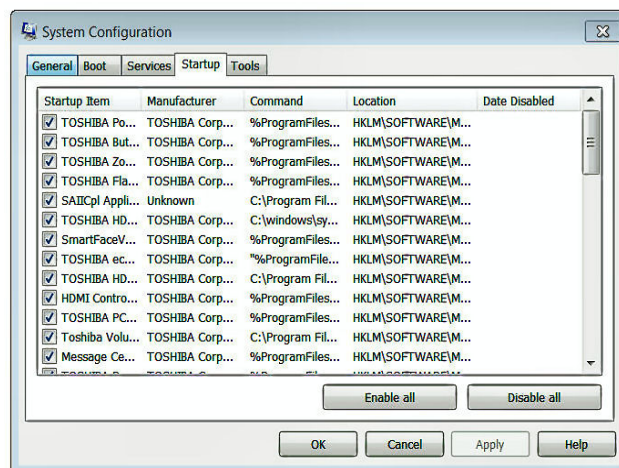 System Configuration
General Boot Services Startup Tools
Startup Item Manufacturer Command Location Date Disabled
TOSHIBA Po... TOSHIBA Corp... %ProgramFiles... HKLM\SOFTWARE\M...
TOSHIBA But... TOSHIBA Corp... %ProgramFiles... HKLM\SOFTWARE\M...
TOSHIBA Zo... TOSHIBA Corp... %ProgramFiles... HKLM\SOFTWARE\M...
TOSHIBA Fla... TOSHIBA Corp... %ProgramFiles... HKLM\SOFTWARE\M...
SAIICpl Appli... Unknown C:\Program Fil... HKLM\SOFTWARE\M...
TOSHIBA HD... TOSHIBA Corp... C:\windows\sy... HKLM\SOFTWARE\M...
SmartFaceV... TOSHIBA Corp... %ProgramFiles... HKLM\SOFTWARE\M...
TOSHIBA ec... TOSHIBA Corp... "%ProgramFile... HKLM\SOFTWARE\M...
TOSHIBA HD... TOSHIBA Corp... C:\Program Fil... HKLM\SOFTWARE\M...
HDMI Contro... TOSHIBA Corp... %ProgramFiles... HKLM\SOFTWARE\M...
TOSHIBA PC... TOSHIBA Corp... %ProgramFiles... HKLM\SOFTWARE\M...
Toshiba Volu... TOSHIBA Corp... C:\Program Fil... HKLM\SOFTWARE\M...
Message Ce... TOSHIBA Corp... %ProgramFiles... HKLM\SOFTWARE\M...
Enable all Disable all
OK Cancel Apply Help